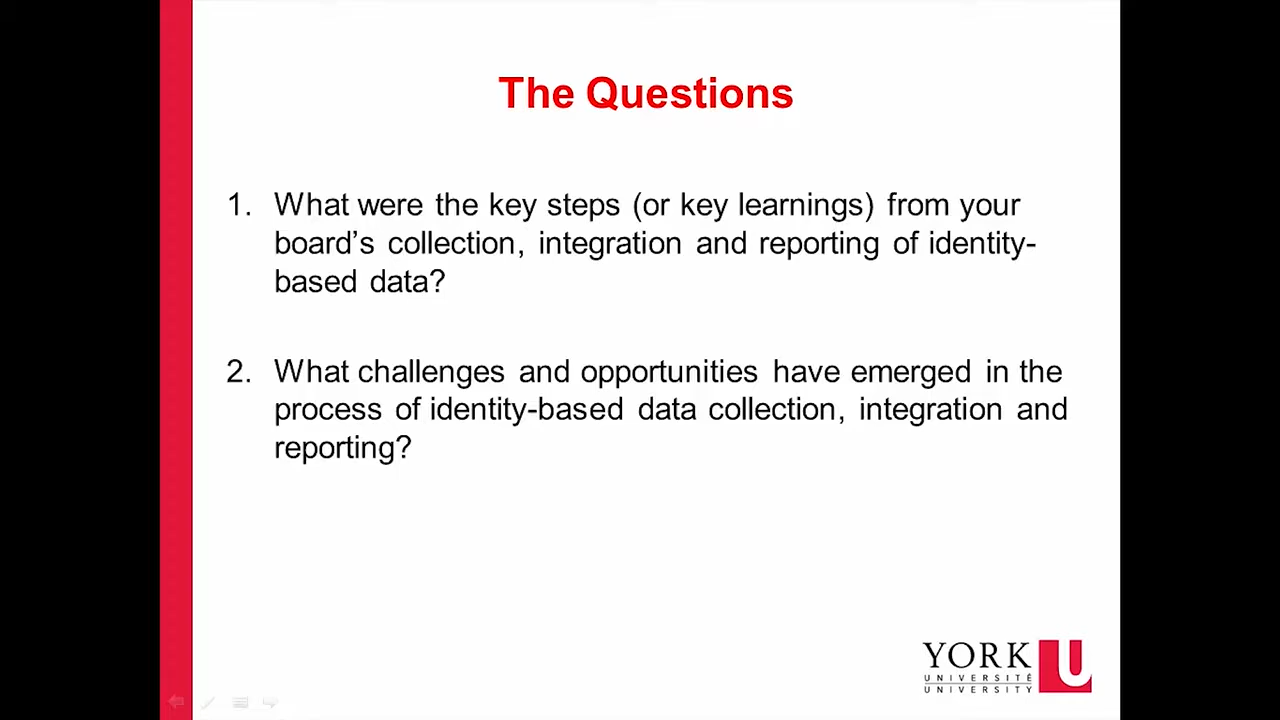 The Questions
1. What were the key steps (or key learnings) from your
board's collection, integration and reporting of identity-
based data?
2. What challenges and opportunities have emerged in the
process of identity-based data collection, integration and
reporting?
YORK U
UNIVERSITÉ
UNIVERSITY